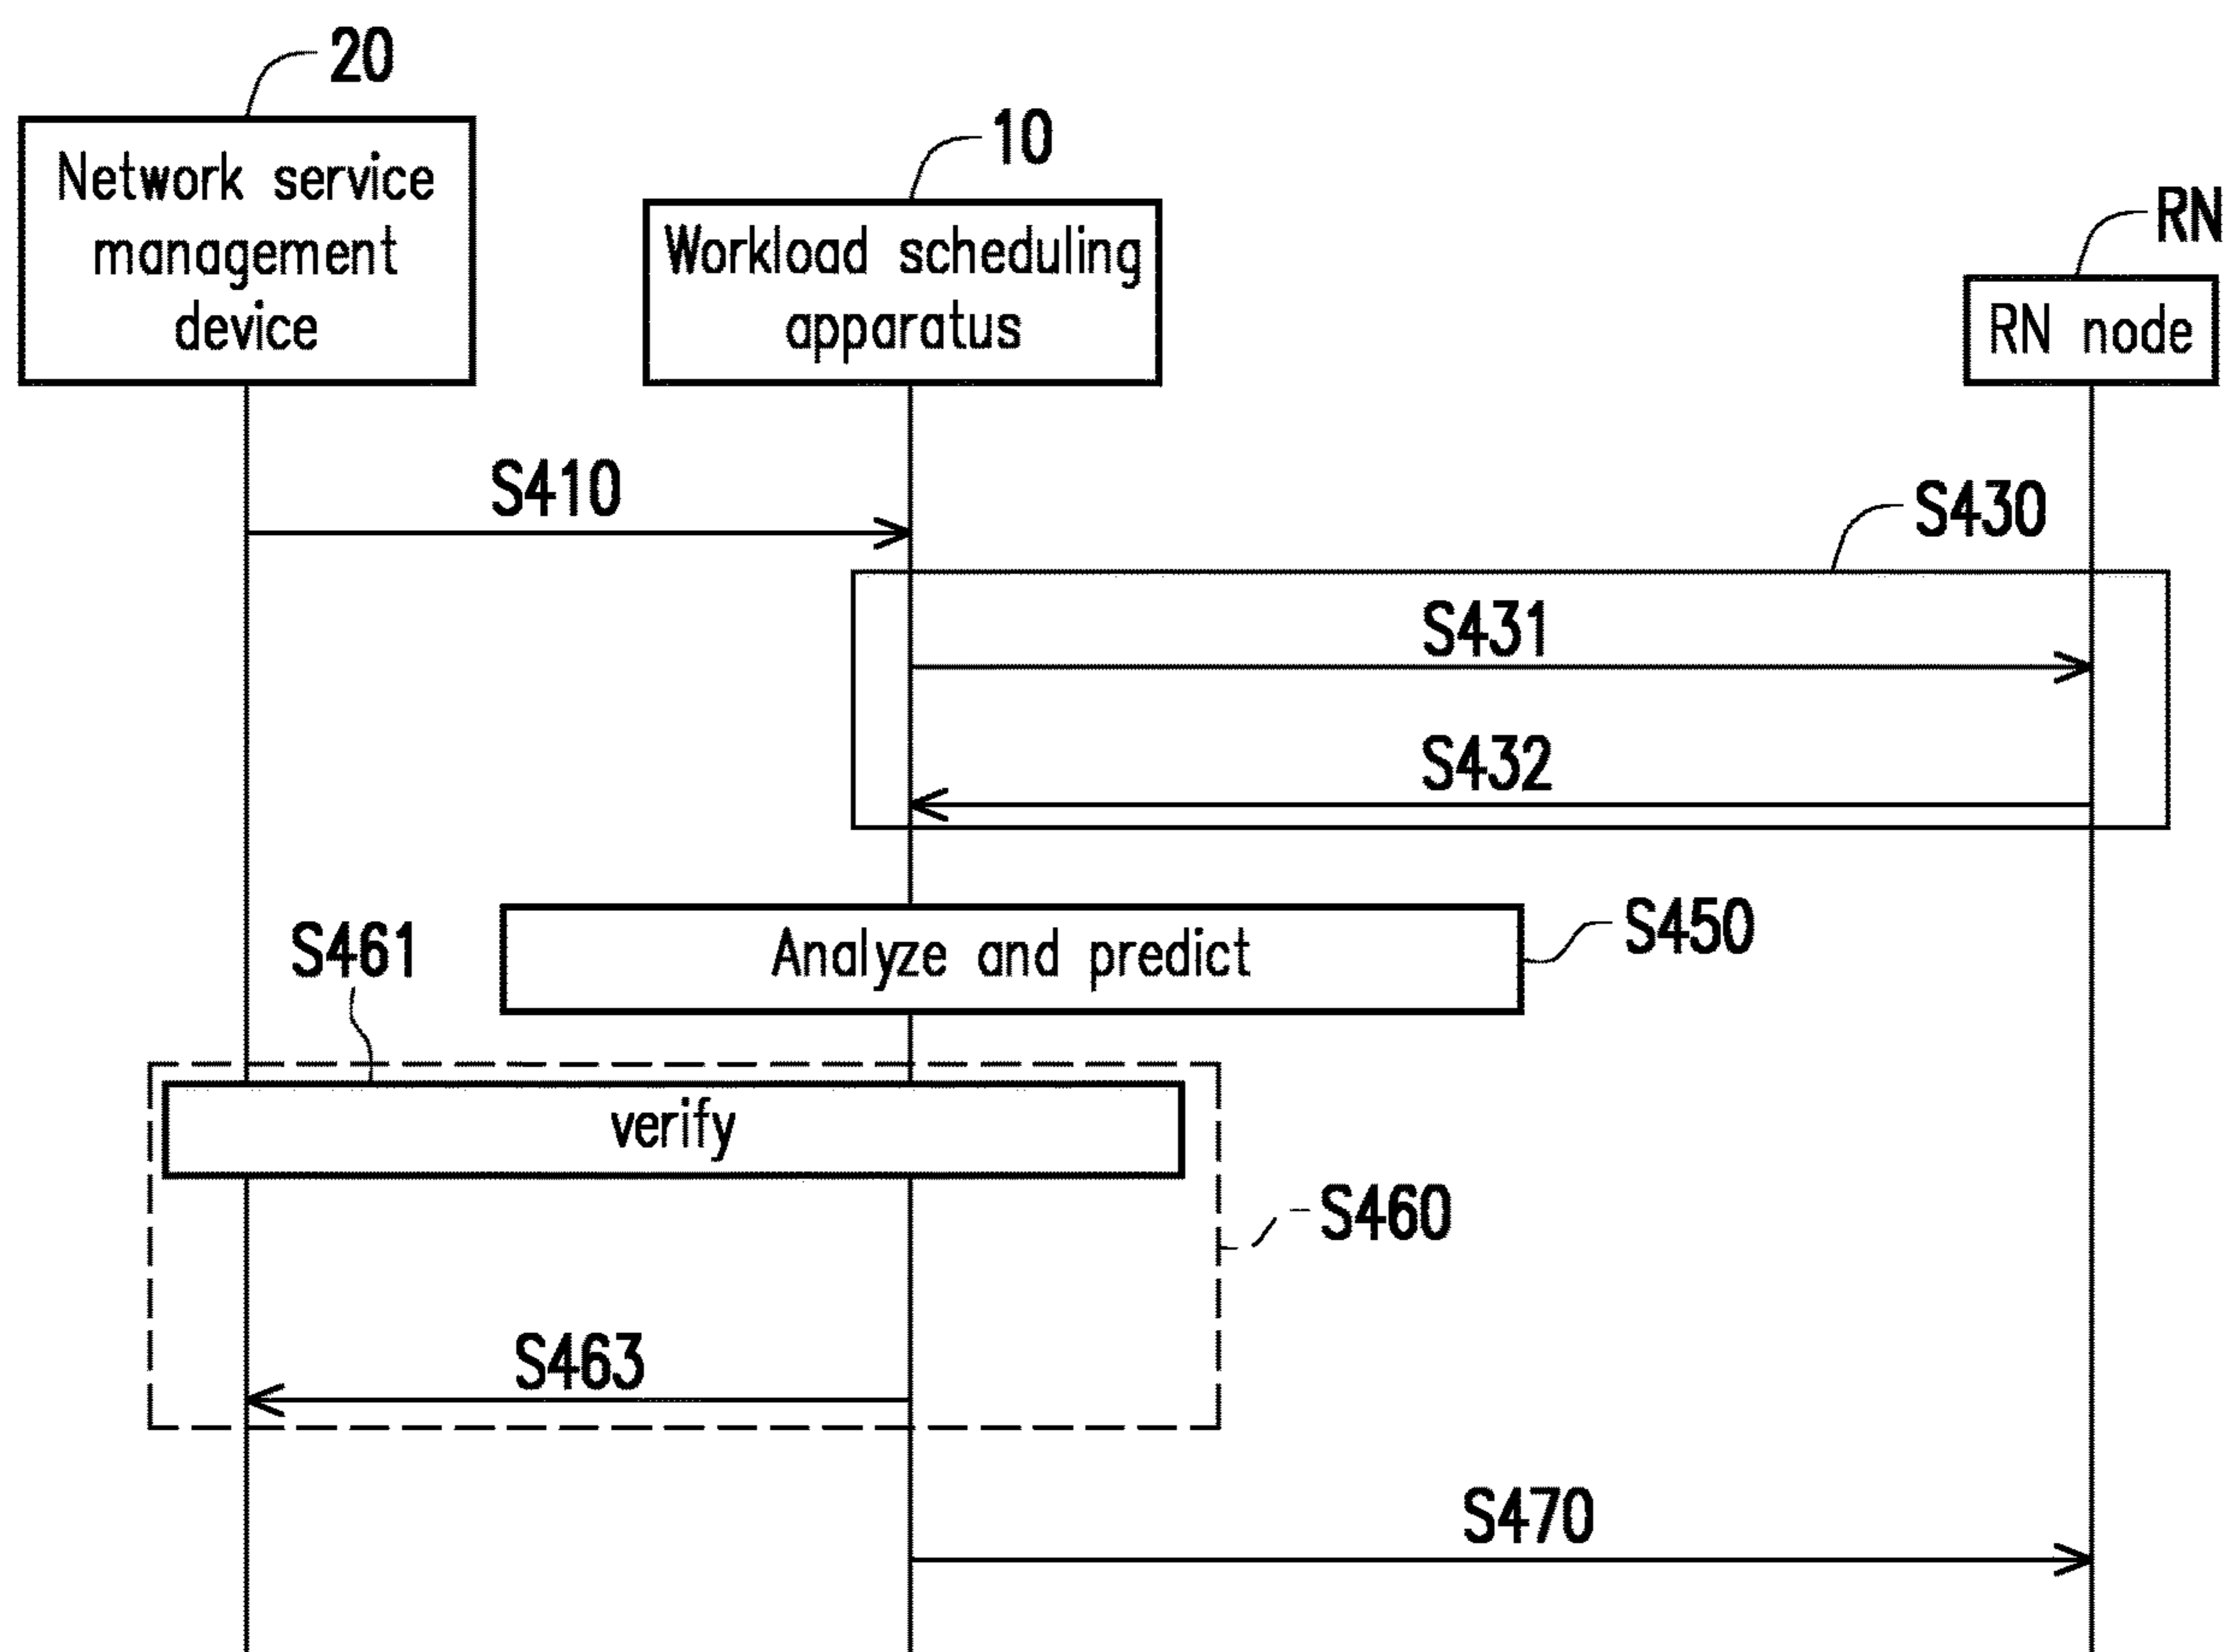 20
10
RN
Network service
management
device
Workload scheduling
apparatus
RN node
S410
S430
S431
S432
S450
Analyze and predict
S461
verify
S460
S463
S470